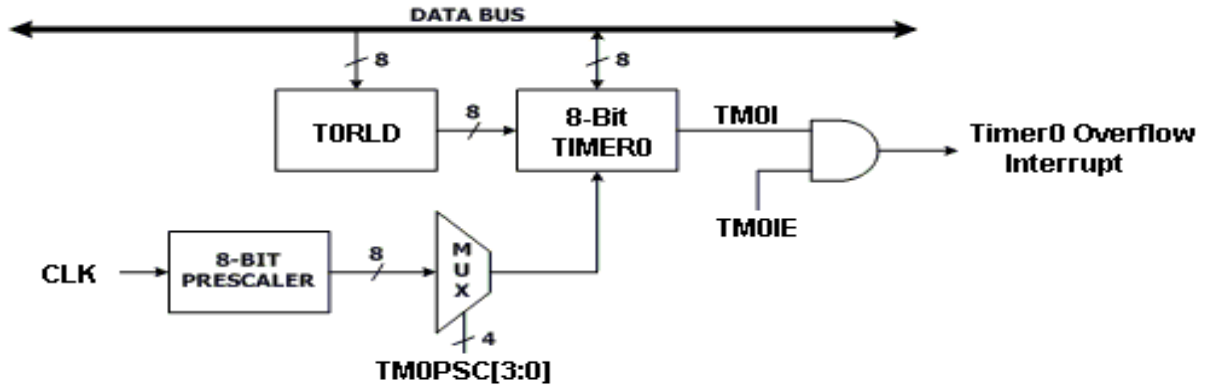 DATA BUS
8
8
T0RLD
8
8-Bit
TIMER0
TM0I
Timer0 Overflow
Interrupt
TM0IE
CLK
8-BIT
PRESCALER
8
MUX
4
TM0PSC[3:0]